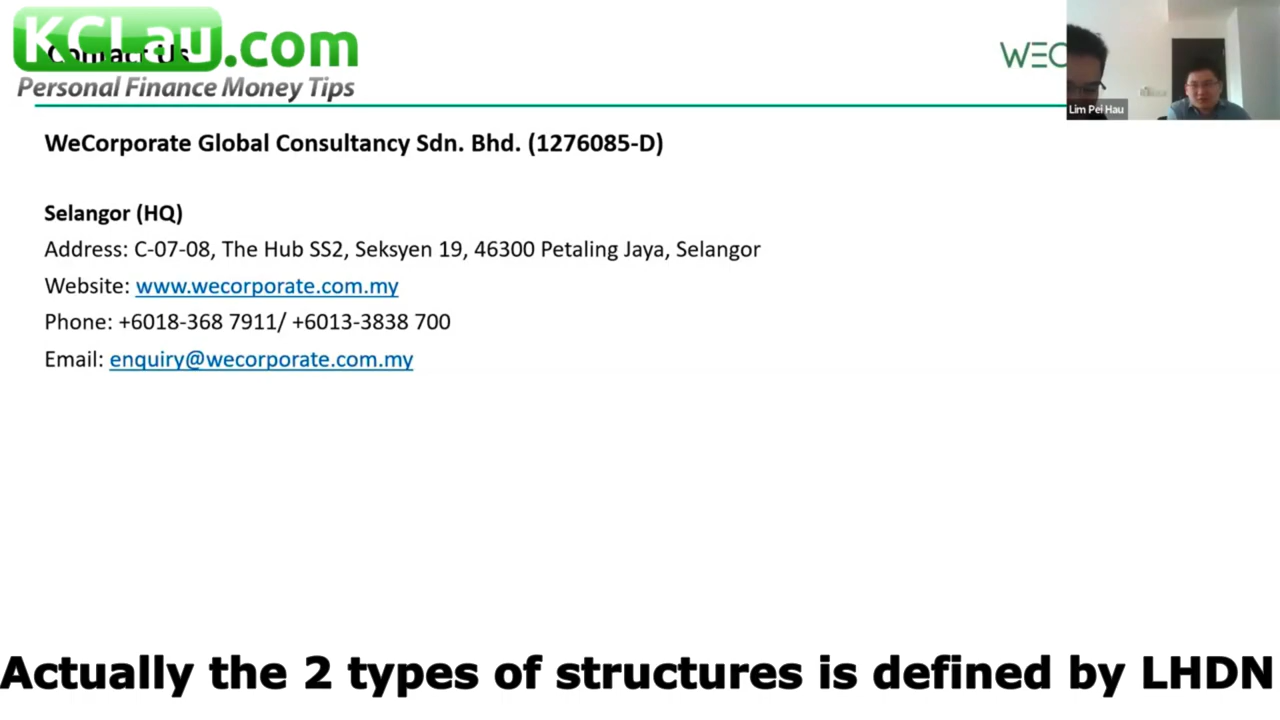 KCLau.com
Contact Us
Personal Finance Money Tips
WEC
Lim Pei Hau
WeCorporate Global Consultancy Sdn. Bhd. (1276085-D)
Selangor (HQ)
Address: C-07-08, The Hub SS2, Seksyen 19, 46300 Petaling Jaya, Selangor
Website: www.wecorporate.com.my
Phone: +6018-368 7911/ +6013-3838 700
Email: enquiry@wecorporate.com.my
Actually the 2 types of structures is defined by LHDN